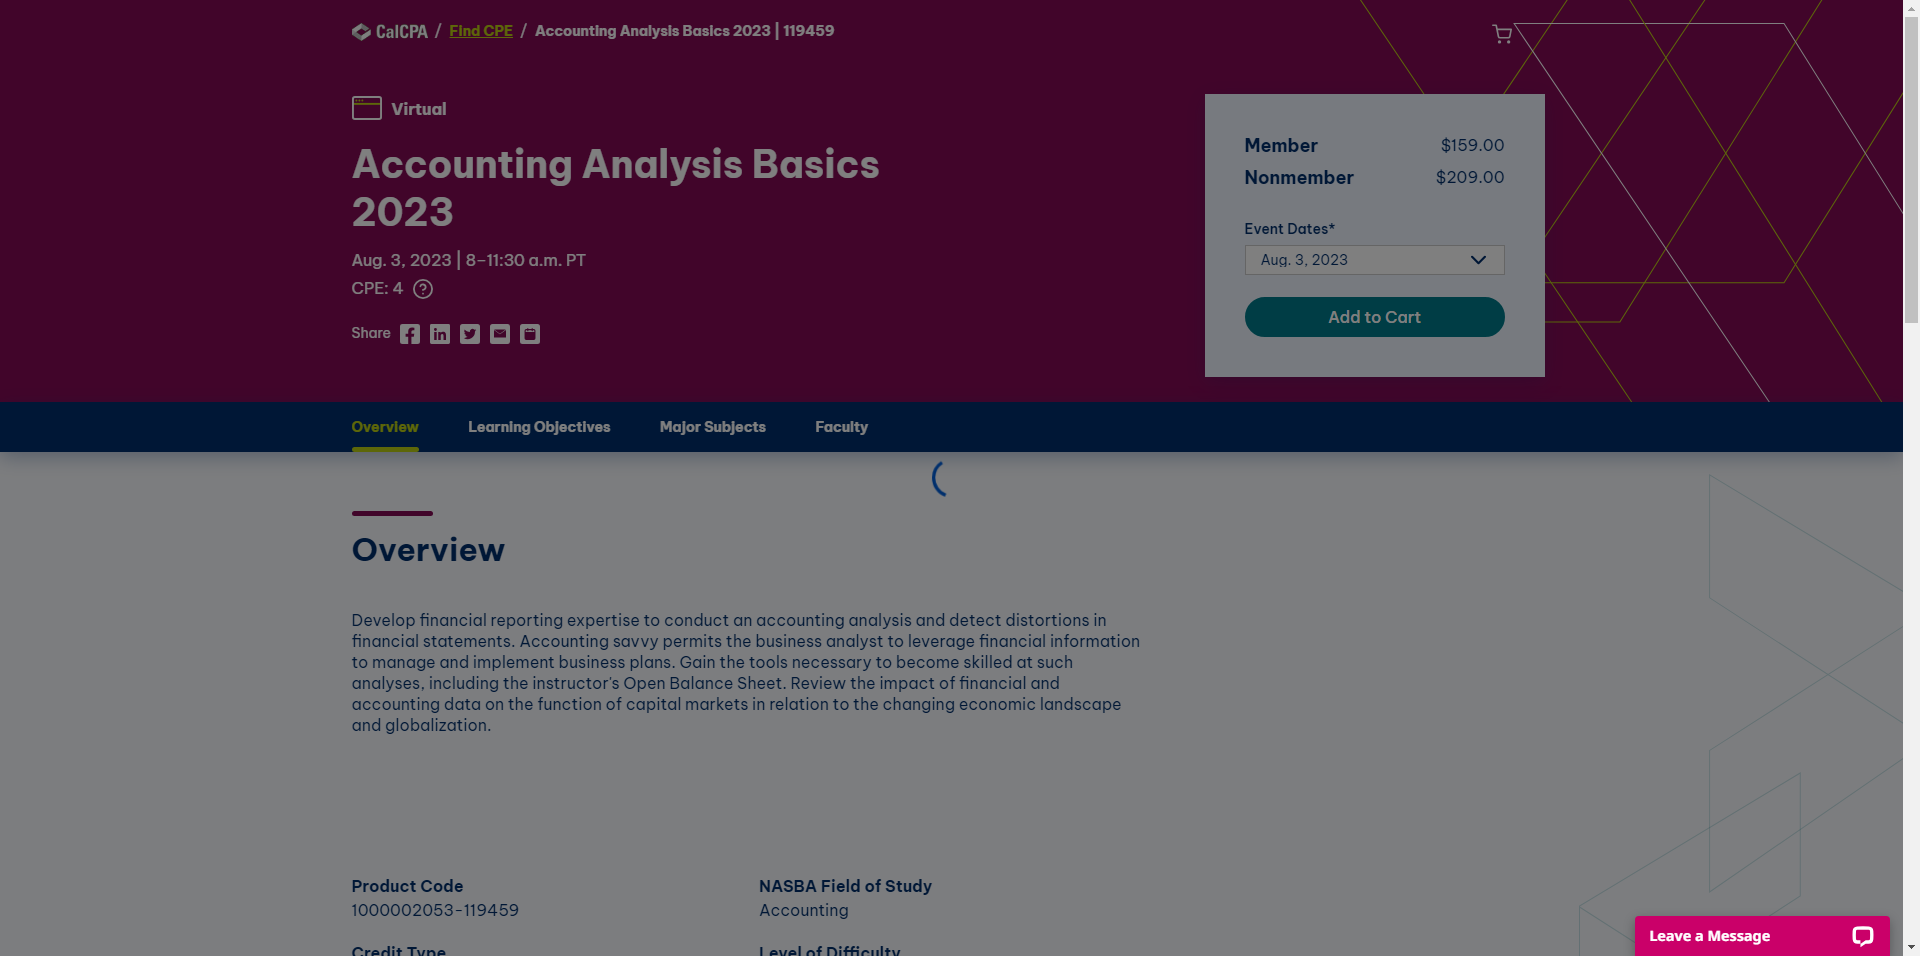 CalCPA / Find CPE / Accounting Analysis Basics 2023 | 119459
Virtual
Accounting Analysis Basics
2023
Aug. 3, 2023 | 8–11:30 a.m. PT
CPE: 4
Share
Member $159.00
Nonmember $209.00
Event Dates*
Aug. 3, 2023
Add to Cart
Overview Learning Objectives Major Subjects Faculty
Overview
Develop financial reporting expertise to conduct an accounting analysis and detect distortions in
financial statements. Accounting savvy permits the business analyst to leverage financial information
to manage and implement business plans. Gain the tools necessary to become skilled at such
analyses, including the instructor's Open Balance Sheet. Review the impact of financial and
accounting data on the function of capital markets in relation to the changing economic landscape
and globalization.
Product Code
1000002053-119459
NASBA Field of Study
Accounting
Credit Type
Level of Difficulty
Leave a Message